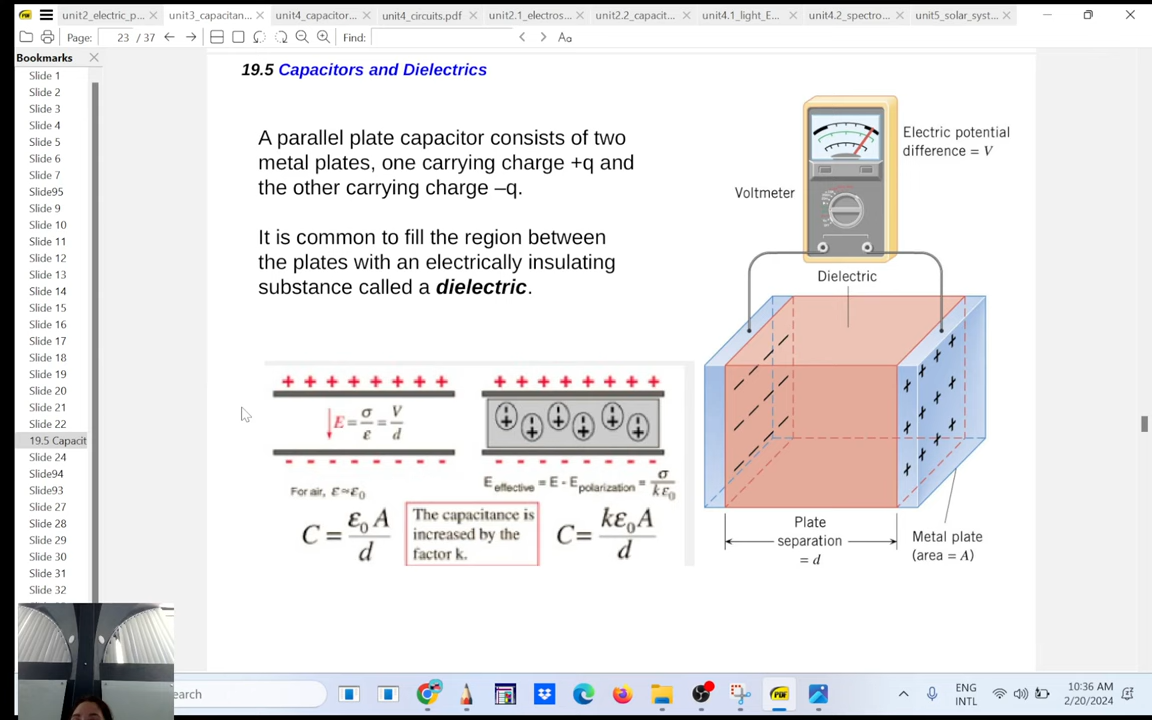 unit2_electric_p...
unit3_capacitan...
unit4_capacitor...
unit4_circuits.pdf
unit2.1_electros...
unit2.2_capacit...
unit4.1_light_E...
unit4.2_spectro...
unit5_solar_syst...
Page: 23 / 37
Find:
Aa
Bookmarks
Slide 1
Slide 2
Slide 3
Slide 4
Slide 5
Slide 6
Slide 7
Slide95
Slide 9
Slide 10
Slide 11
Slide 12
Slide 13
Slide 14
Slide 15
Slide 16
Slide 17
Slide 18
Slide 19
Slide 20
Slide 21
Slide 22
19.5 Capacit
Slide 24
Slide94
Slide93
Slide 27
Slide 28
Slide 29
Slide 30
Slide 31
Slide 32
19.5 Capacitors and Dielectrics
A parallel plate capacitor consists of two
metal plates, one carrying charge +q and
the other carrying charge –q.
It is common to fill the region between
the plates with an electrically insulating
substance called a dielectric.
E = σ/ε = V/d
For air, ε≈ε₀
C = ε₀A/d
The capacitance is
increased by the
factor k.
E effective = E - E polarization = σ/kε₀
C = kε₀A/d
Electric potential
difference = V
Voltmeter
Dielectric
Plate
separation
= d
Metal plate
(area = A)
earch
PDF
ENG
INTL
10:36 AM
2/20/2024